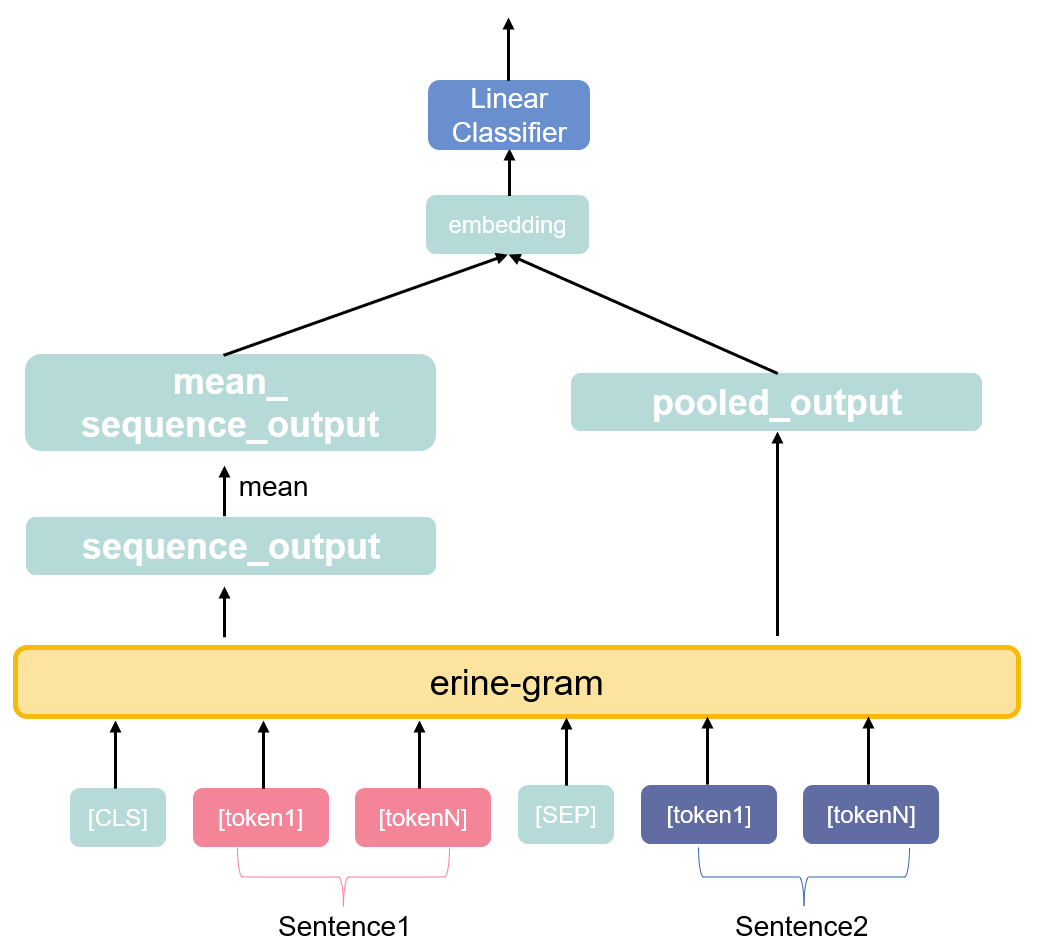 Linear
Classifier
embedding
mean_
sequence_output
pooled_output
mean
sequence_output
erine-gram
[CLS] [token1] [tokenN] [SEP] [token1] [tokenN]
Sentence1 Sentence2